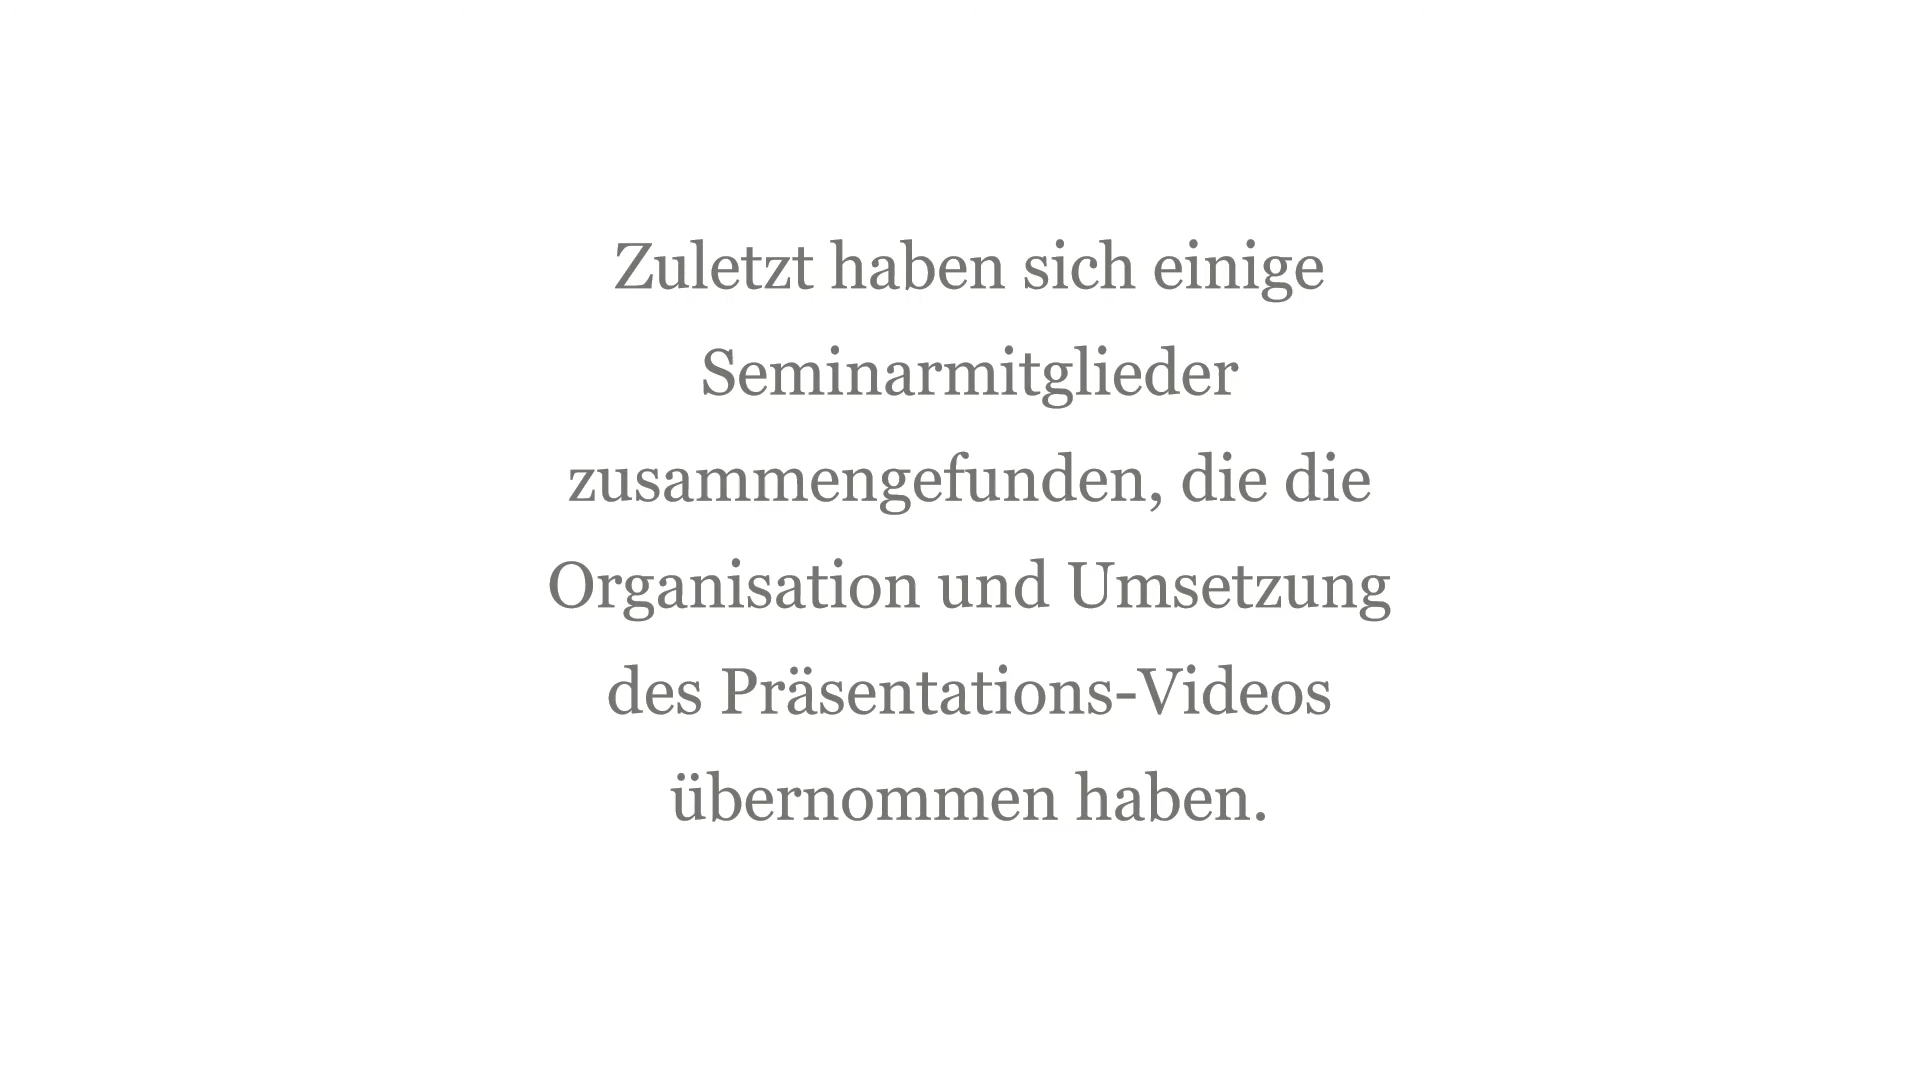 Zuletzt haben sich einige
Seminarmitglieder
zusammengefunden, die die
Organisation und Umsetzung
des Präsentations-Videos
übernommen haben.